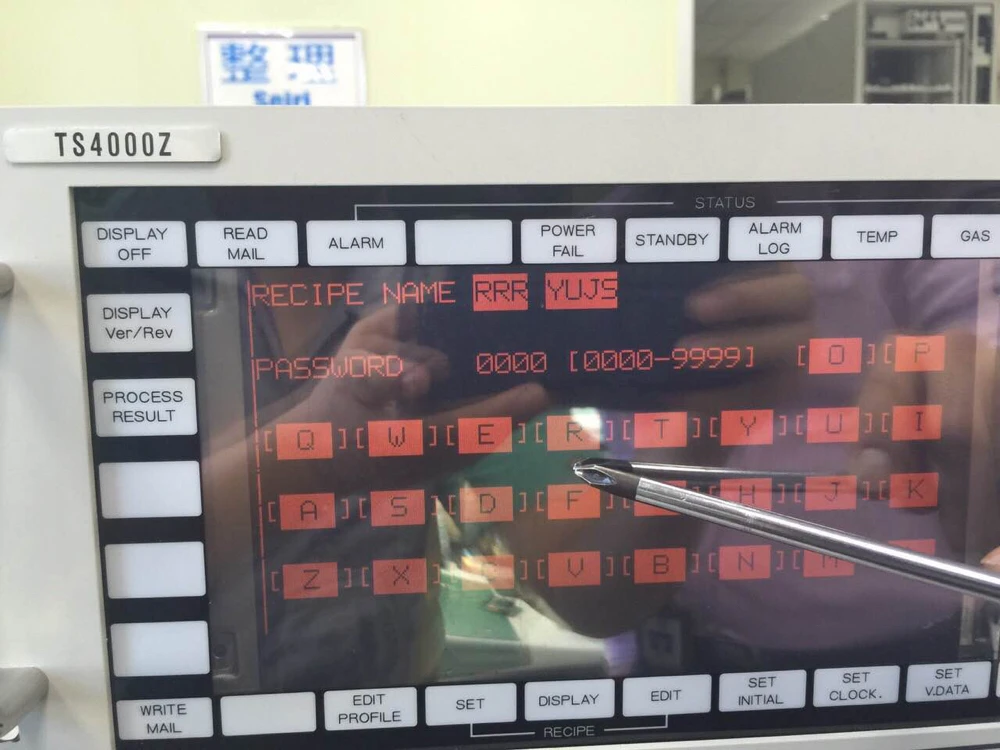 整理
Seiri
TS4000Z
STATUS
DISPLAY OFF
READ MAIL
ALARM
POWER FAIL
STANDBY
ALARM LOG
TEMP
GAS
DISPLAY Ver/Rev
PROCESS RESULT
RECIPE NAME RRR YUJS
PASSWORD 0000 [0000-9999] [O][P]
[Q][W][E][R][T][Y][U][I]
[A][S][D][F][ ][H][J][K]
[Z][X][ ][V][B][N][M]
WRITE MAIL
EDIT PROFILE
SET
DISPLAY
EDIT
SET INITIAL
SET CLOCK.
SET V.DATA
RECIPE